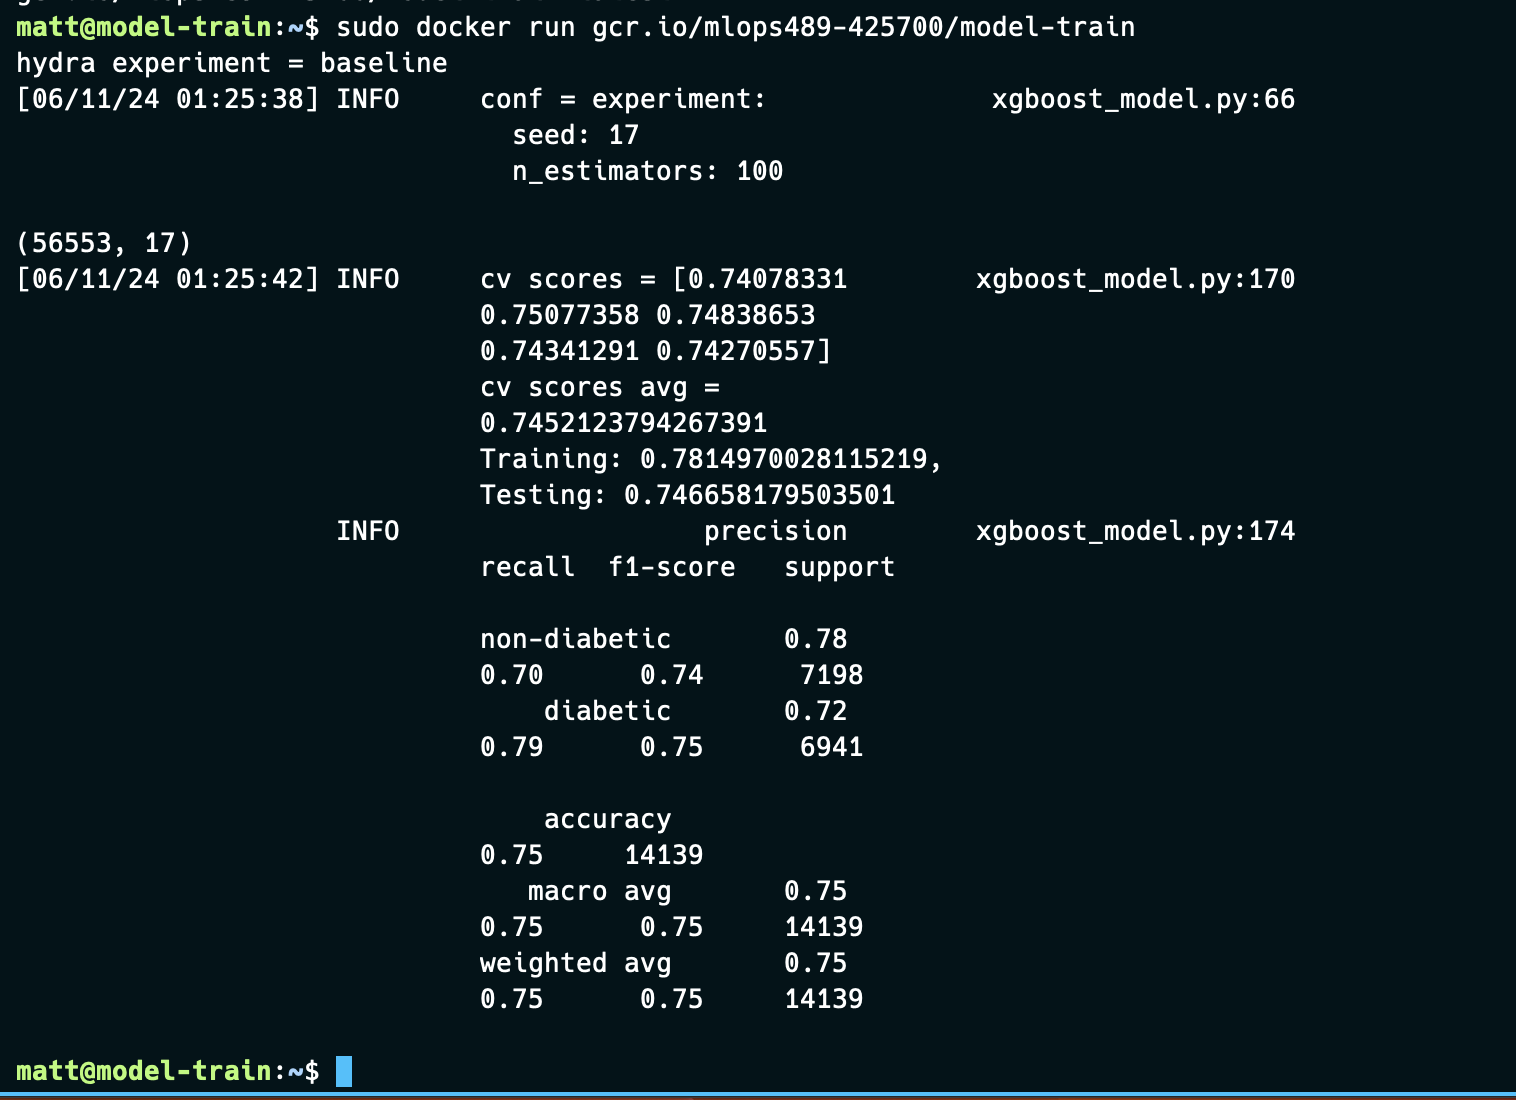 matt@model-train:~$ sudo docker run gcr.io/mlops489-425700/model-train
hydra experiment = baseline
[06/11/24 01:25:38] INFO     conf = experiment:              xgboost_model.py:66
                               seed: 17
                               n_estimators: 100

(56553, 17)
[06/11/24 01:25:42] INFO     cv scores = [0.74078331        xgboost_model.py:170
                             0.75077358 0.74838653
                             0.74341291 0.74270557]
                             cv scores avg =
                             0.7452123794267391
                             Training: 0.7814970028115219,
                             Testing: 0.746658179503501
                    INFO                   precision        xgboost_model.py:174
                             recall  f1-score   support

                             non-diabetic       0.78
                             0.70      0.74      7198
                                 diabetic       0.72
                             0.79      0.75      6941

                                 accuracy
                             0.75     14139
                                macro avg       0.75
                             0.75      0.75     14139
                             weighted avg       0.75
                             0.75      0.75     14139

matt@model-train:~$